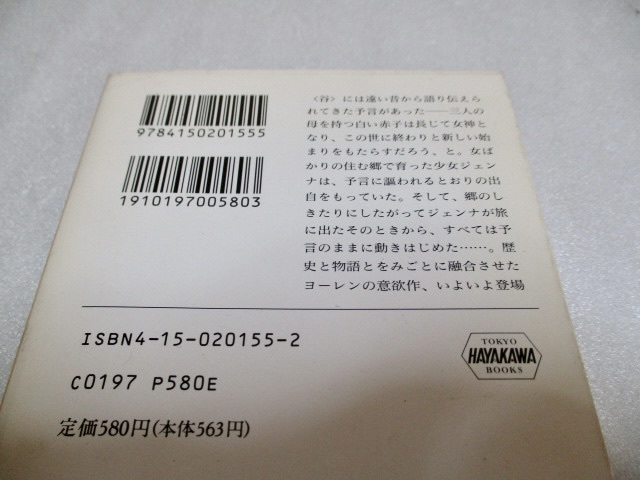 9784150201555
1910197005803
〈谷〉には遠い昔から語り伝えら
れてきた予言があった——三人の
母を持つ白い赤子は長じて女神と
なり、この世に終わりと新しい始
まりをもたらすだろう、と。女ば
かりの住む郷で育った少女ジェン
ナは、予言に謳われるとおりの出
自をもっていた。そして、郷のし
きたりにしたがってジェンナが旅
に出たそのときから、すべては予
言のままに動きはじめた……。歴
史と物語とをみごとに融合させた
ヨーレンの意欲作、いよいよ登場
ISBN4-15-020155-2
C0197 P580E
定価580円(本体563円)
TOKYO
HAYAKAWA
BOOKS